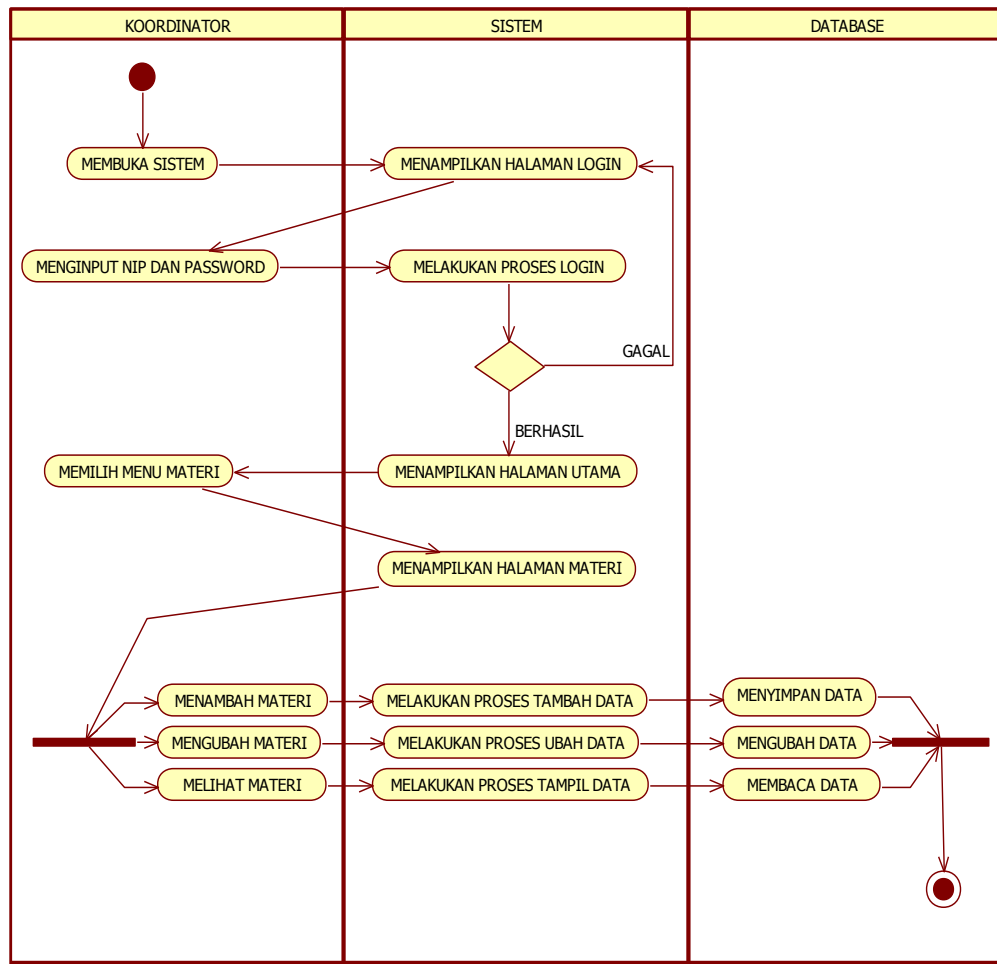 KOORDINATOR
SISTEM
DATABASE
MEMBUKA SISTEM
MENAMPILKAN HALAMAN LOGIN
MENGINPUT NIP DAN PASSWORD
MELAKUKAN PROSES LOGIN
GAGAL
BERHASIL
MEMILIH MENU MATERI
MENAMPILKAN HALAMAN UTAMA
MENAMPILKAN HALAMAN MATERI
MENAMBAH MATERI
MELAKUKAN PROSES TAMBAH DATA
MENYIMPAN DATA
MENGUBAH MATERI
MELAKUKAN PROSES UBAH DATA
MENGUBAH DATA
MELIHAT MATERI
MELAKUKAN PROSES TAMPIL DATA
MEMBACA DATA